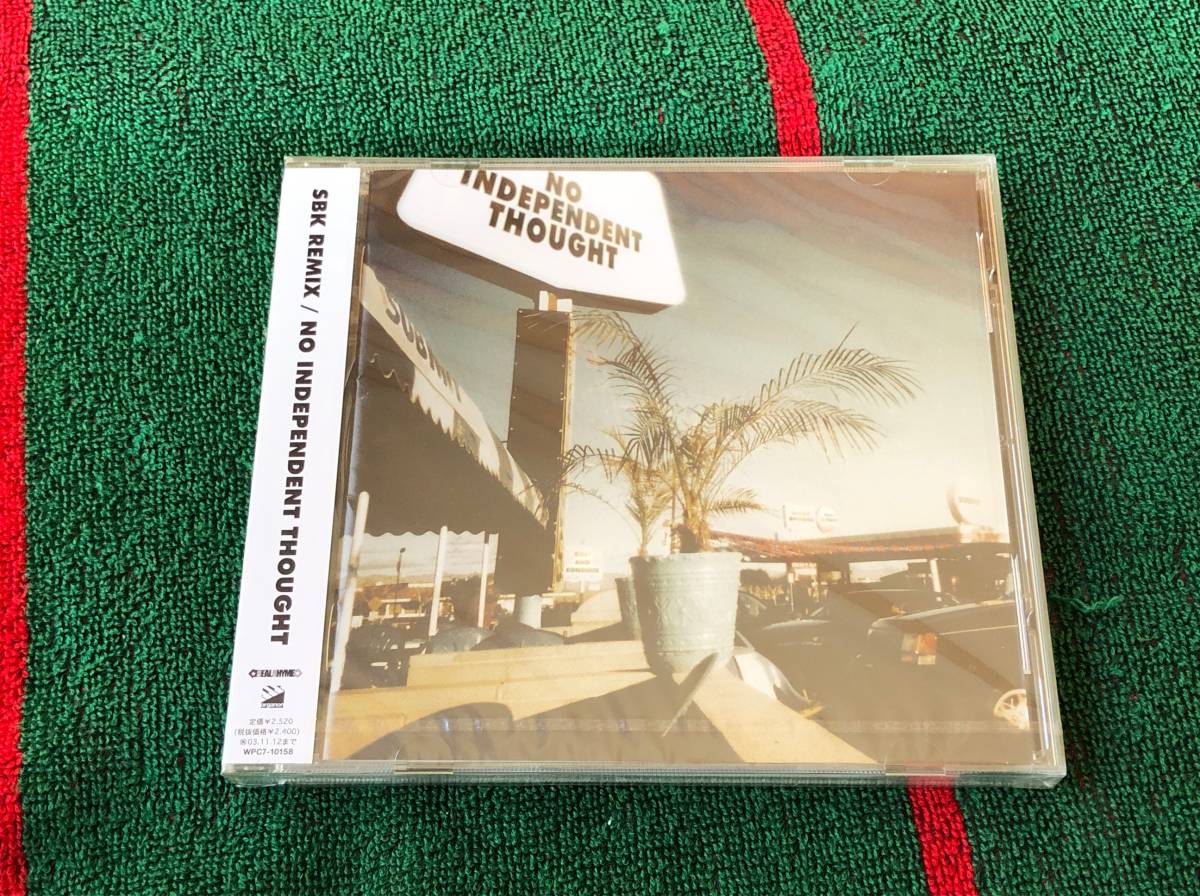 SBK REMIX / NO INDEPENDENT THOUGHT
定価¥2,520
(税抜価格¥2,400)
03.11.12まで
WPC7-10158
NO
INDEPENDENT
THOUGHT